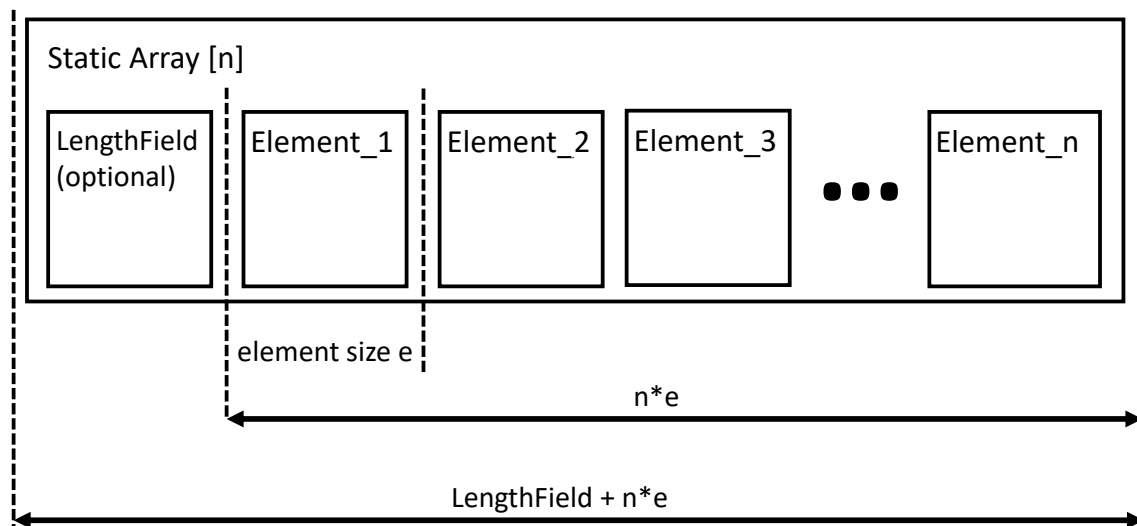 Static Array [n]
LengthField
(optional)
Element_1
Element_2
Element_3
Element_n
element size e
n*e
LengthField + n*e